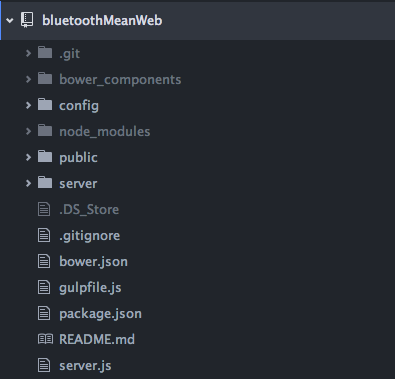 bluetoothMeanWeb
.git
bower_components
config
node_modules
public
server
.DS_Store
.gitignore
bower.json
gulpfile.js
package.json
README.md
server.js